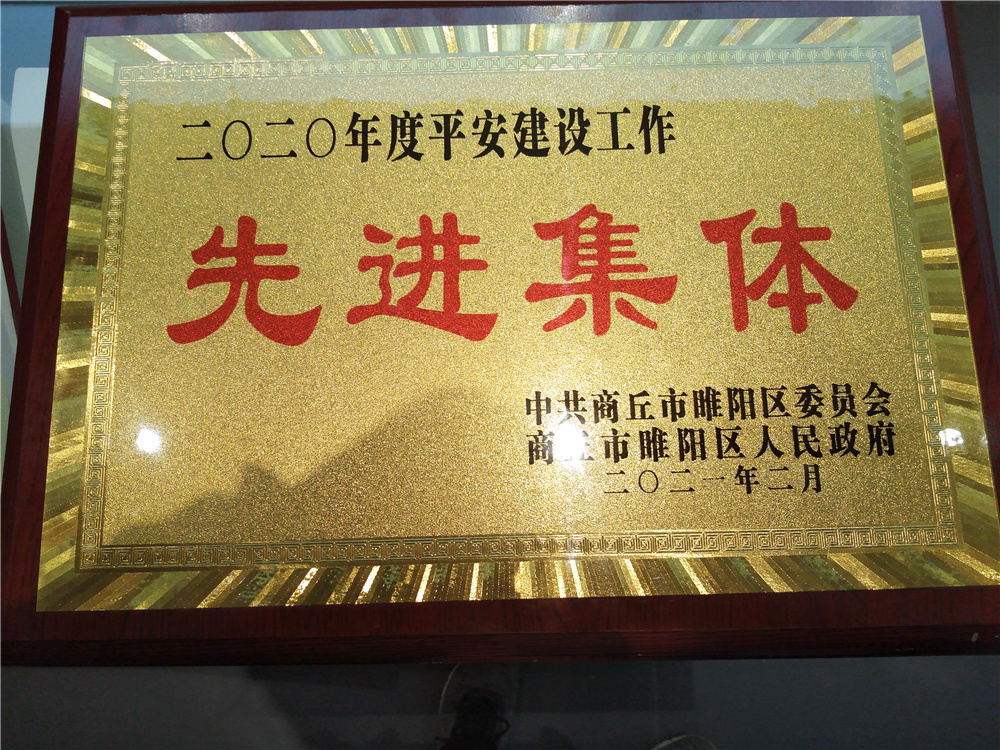 二〇二〇年度平安建设工作
先进集体
中共商丘市睢阳区委员会
商丘市睢阳区人民政府
二〇二一年二月